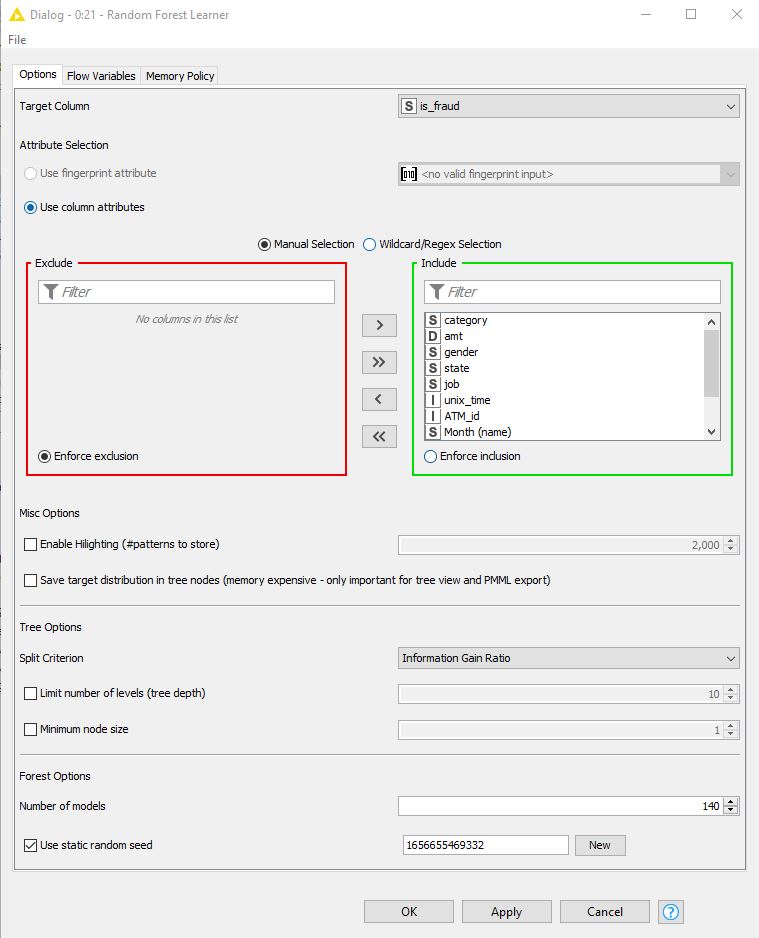 Dialog - 0:21 - Random Forest Learner
File
Options Flow Variables Memory Policy
Target Column S is_fraud
Attribute Selection
Use fingerprint attribute [010] <no valid fingerprint input>
Use column attributes
Manual Selection Wildcard/Regex Selection
Exclude Include
Filter Filter
No columns in this list
S category
D amt
S gender
S state
S job
I unix_time
I ATM_id
S Month (name)
> 
>>
<
<<
Enforce exclusion Enforce inclusion
Misc Options
Enable Hilighting (#patterns to store) 2,000
Save target distribution in tree nodes (memory expensive - only important for tree view and PMML export)
Tree Options
Split Criterion Information Gain Ratio
Limit number of levels (tree depth) 10
Minimum node size 1
Forest Options
Number of models 140
Use static random seed 1656655469332 New
OK Apply Cancel ?